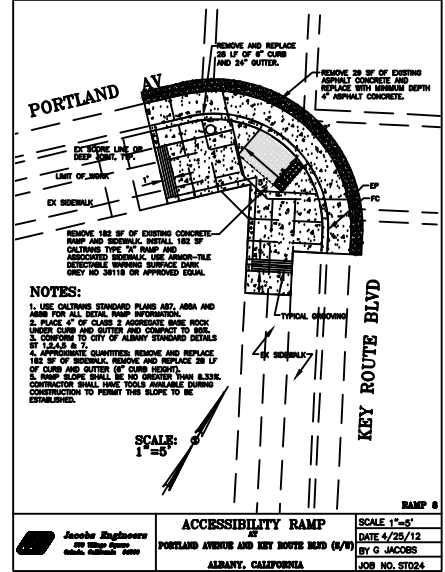 REMOVE AND REPLACE
28 LF OF 6" CURB
AND 24" GUTTER.
REMOVE 29 SF OF EXISTING
ASPHALT CONCRETE AND
REPLACE WITH MINIMUM DEPTH
4" ASPHALT CONCRETE.
PORTLAND AV
EX SCORE LINE OR
DEEP JOINT, TYP.
LIMIT OF WORK
1'
EX SIDEWALK
EP
FC
REMOVE 182 SF OF EXISTING CONCRETE
RAMP AND SIDEWALK. INSTALL 182 SF
CALTRANS TYPE "A" RAMP AND
ASSOCIATED SIDEWALK. USE ARMOR-TILE
DETECTABLE WARNING SURFACE DARK
GREY NO 36118 OR APPROVED EQUAL
NOTES:
1. USE CALTRANS STANDARD PLANS A87, A88A AND
A88B FOR ALL DETAIL RAMP INFORMATION.
2. PLACE 4" OF CLASS 2 AGGREGATE BASE ROCK
UNDER CURB AND GUTTER AND COMPACT TO 95%.
3. CONFORM TO CITY OF ALBANY STANDARD DETAILS
ST 1,2,4,5 & 7.
4. APPROXIMATE QUANTITIES: REMOVE AND REPLACE
182 SF OF SIDEWALK. REMOVE AND REPLACE 28 LF
OF CURB AND GUTTER (6" CURB HEIGHT).
5. RAMP SLOPE SHALL BE NO GREATER THAN 8.33%.
CONTRACTOR SHALL HAVE TOOLS AVAILABLE DURING
CONSTRUCTION TO PERMIT THIS SLOPE TO BE
ESTABLISHED.
TYPICAL GROOVING
EX SIDEWALK
KEY ROUTE BLVD
SCALE:
1"=5'
RAMP 8
Jacobs Engineers
Village Square
California
ACCESSIBILITY RAMP
AT
PORTLAND AVENUE AND KEY ROUTE BLVD (E/W)
ALBANY, CALIFORNIA
SCALE 1"=5'
DATE 4/25/12
BY G JACOBS
JOB NO. ST024